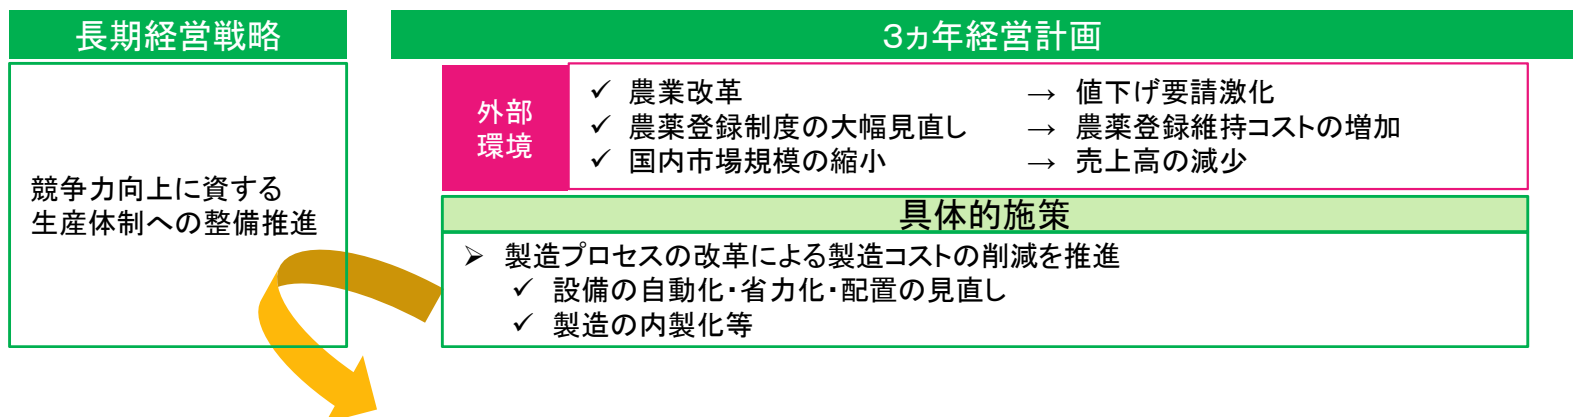 長期経営戦略
競争力向上に資する
生産体制への整備推進
3ヵ年経営計画
外部
環境
✓ 農業改革 → 値下げ要請激化
✓ 農薬登録制度の大幅見直し → 農薬登録維持コストの増加
✓ 国内市場規模の縮小 → 売上高の減少
具体的施策
➢ 製造プロセスの改革による製造コストの削減を推進
✓ 設備の自動化・省力化・配置の見直し
✓ 製造の内製化等